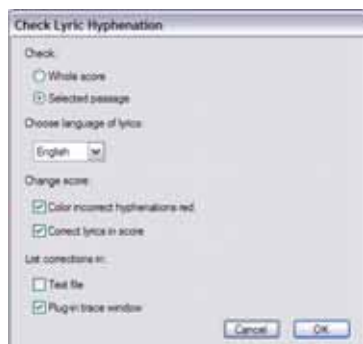 Check Lyric Hyphenation
Check:
Whole score
Selected passage
Choose language of lyrics:
English
Change score:
Color incorrect hyphenations red
Correct lyrics in score
List corrections in:
Text file
Plug-in trace window
Cancel OK